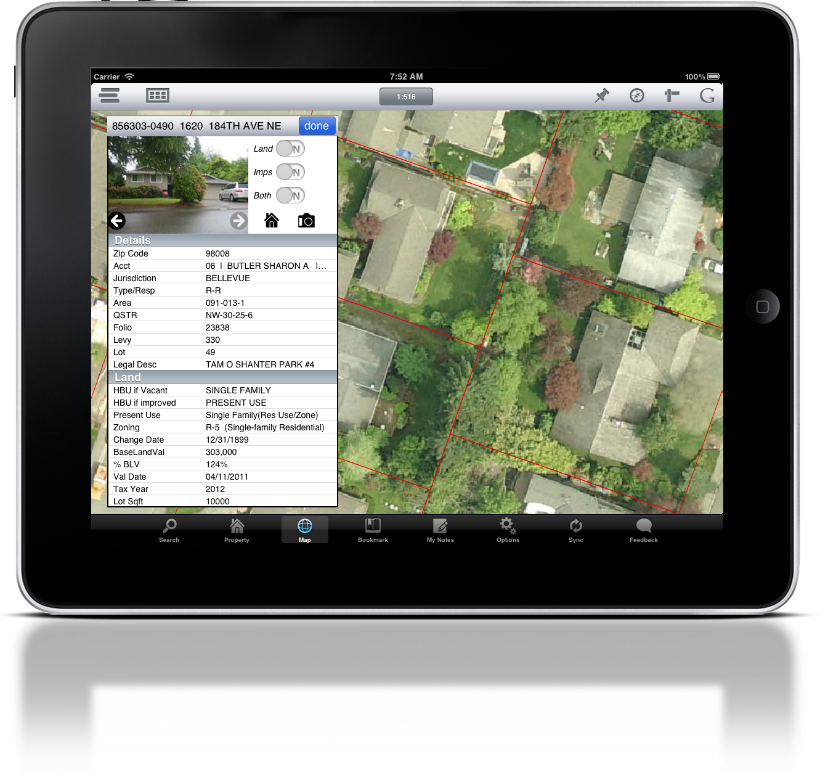 Carrier 7:52 AM 100%
1:516 G
856303-0490 1620 184TH AVE NE done
Land N
Imps N
Both N
Details
Zip Code 98008
Acct 06 I BUTLER SHARON A I...
Jurisdiction BELLEVUE
Type/Resp R-R
Area 091-013-1
QSTR NW-30-25-6
Folio 23838
Levy 330
Lot 49
Legal Desc TAM O SHANTER PARK #4
Land
HBU if Vacant SINGLE FAMILY
HBU if improved PRESENT USE
Present Use Single Family(Res Use/Zone)
Zoning R-5 (Single-family Residential)
Change Date 12/31/1899
BaseLandVal 303,000
% BLV 124%
Val Date 04/11/2011
Tax Year 2012
Lot Sqft 10000
Search Property Map Bookmark My Notes Options Sync Feedback